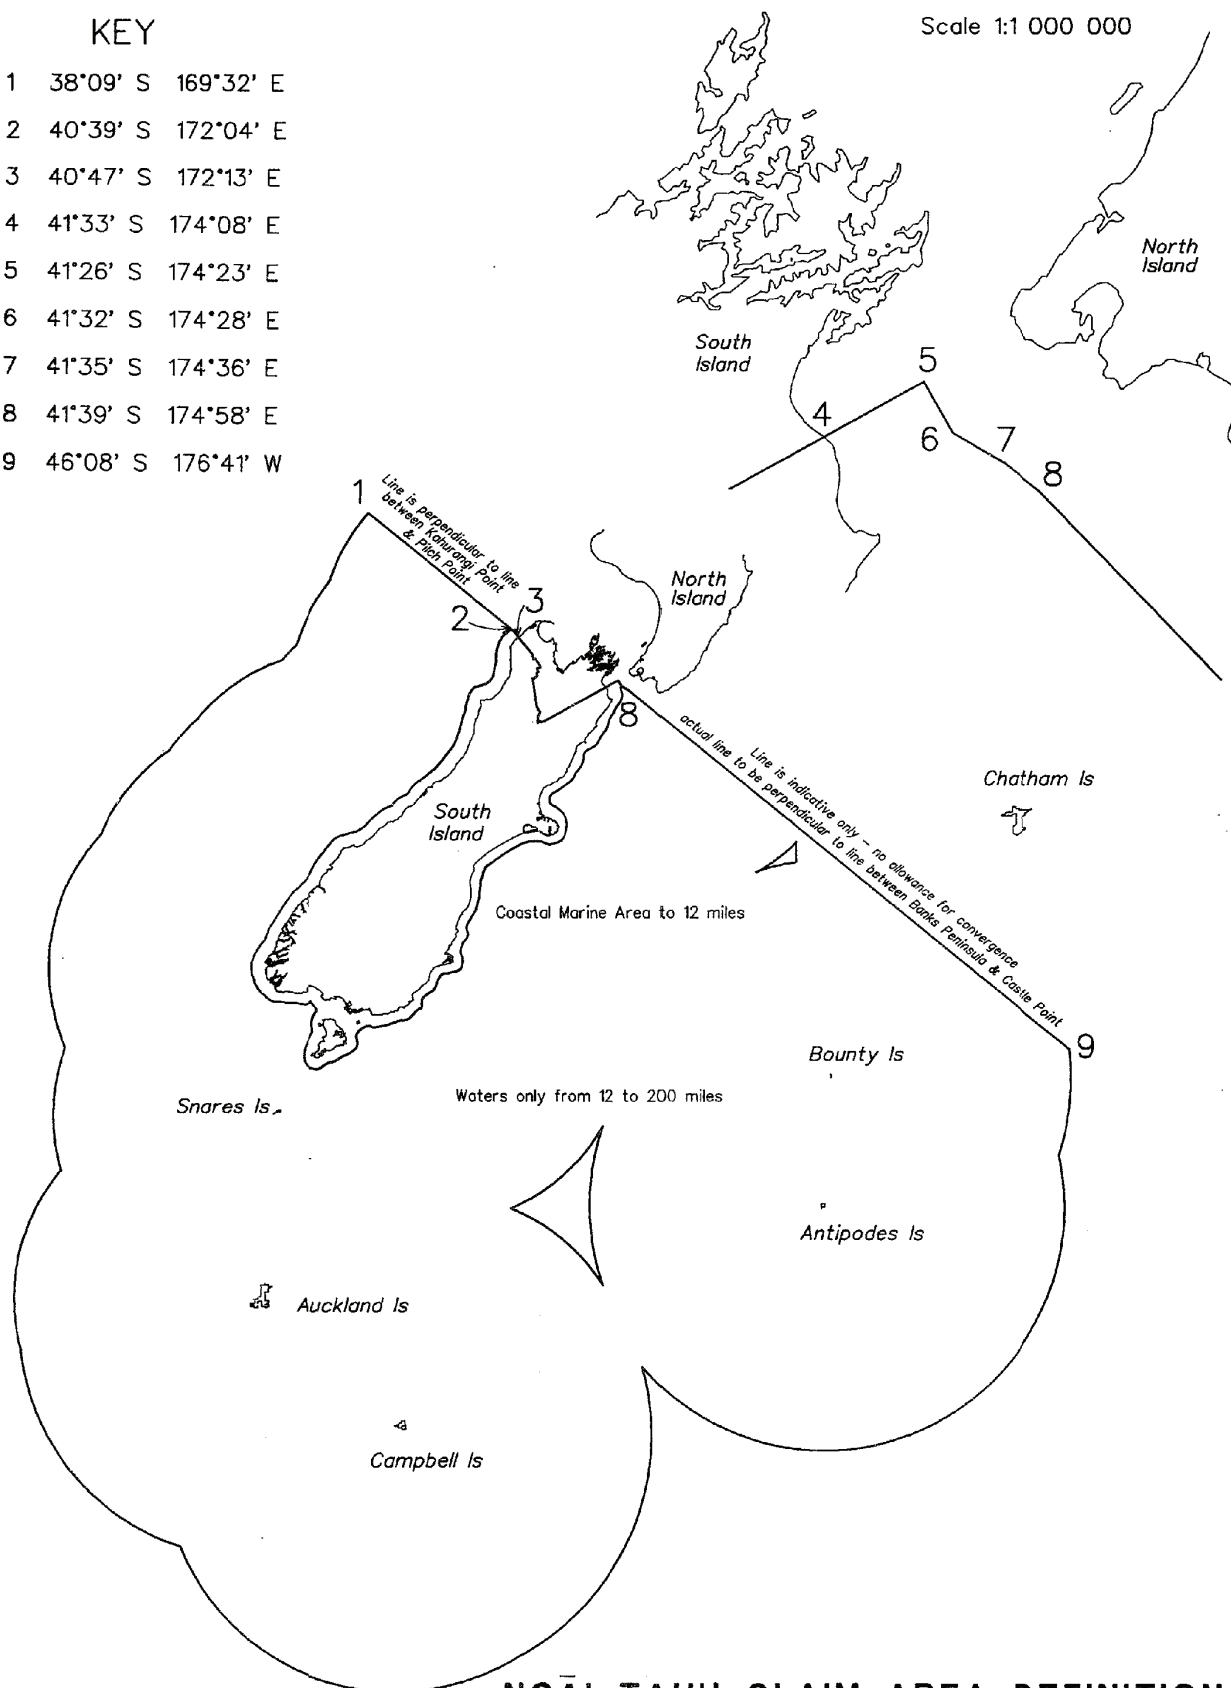 KEY
Scale 1:1 000 000
1 38°09' S 169°32' E
2 40°39' S 172°04' E
3 40°47' S 172°13' E
4 41°33' S 174°08' E
5 41°26' S 174°23' E
6 41°32' S 174°28' E
7 41°35' S 174°36' E
8 41°39' S 174°58' E
9 46°08' S 176°41' W
North
Island
South
Island
5
4
6
7
8
1
Line is perpendicular to line
between Kahurangi Point
& Pilch Point
2
3
North
Island
8
Line is indicative only – no allowance for convergence
actual line to be perpendicular to line between Banks Peninsula & Castle Point
Chatham Is
South
Island
Coastal Marine Area to 12 miles
9
Bounty Is
Waters only from 12 to 200 miles
Snares Is
Antipodes Is
Auckland Is
Campbell Is